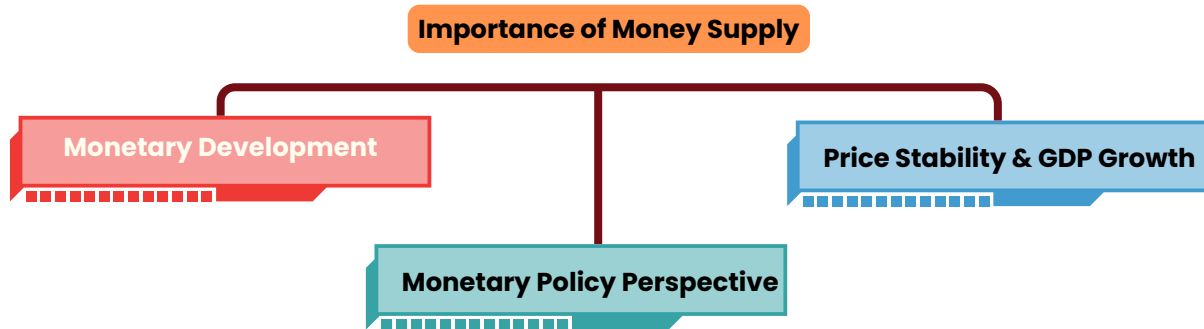 Importance of Money Supply
Monetary Development
Price Stability & GDP Growth
Monetary Policy Perspective